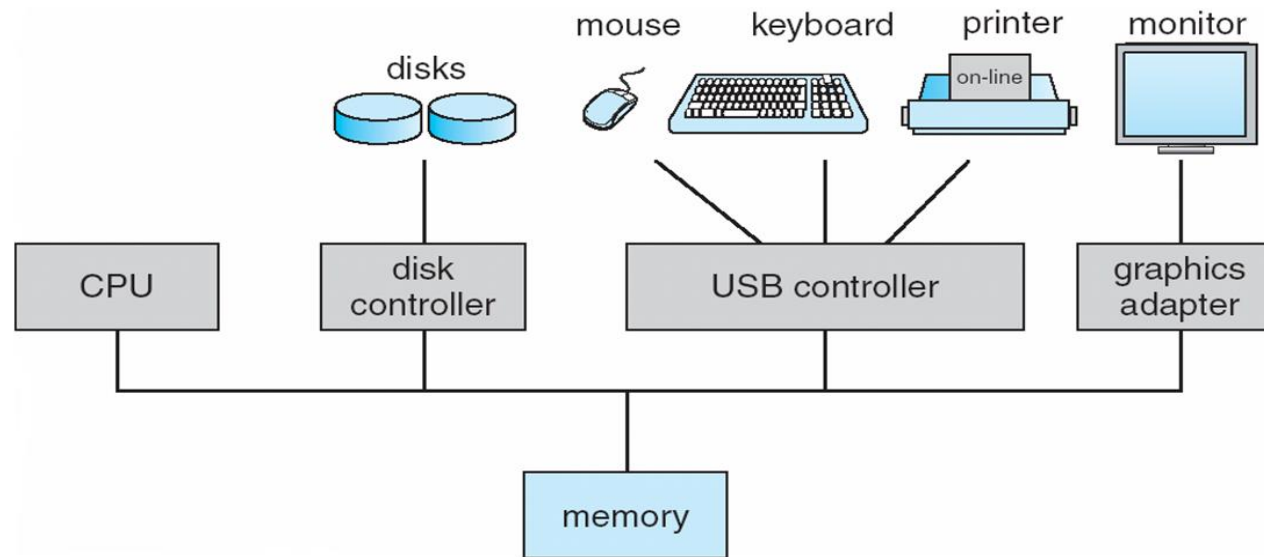 mouse
keyboard
printer
monitor
disks
on-line
CPU
disk
controller
USB controller
graphics
adapter
memory